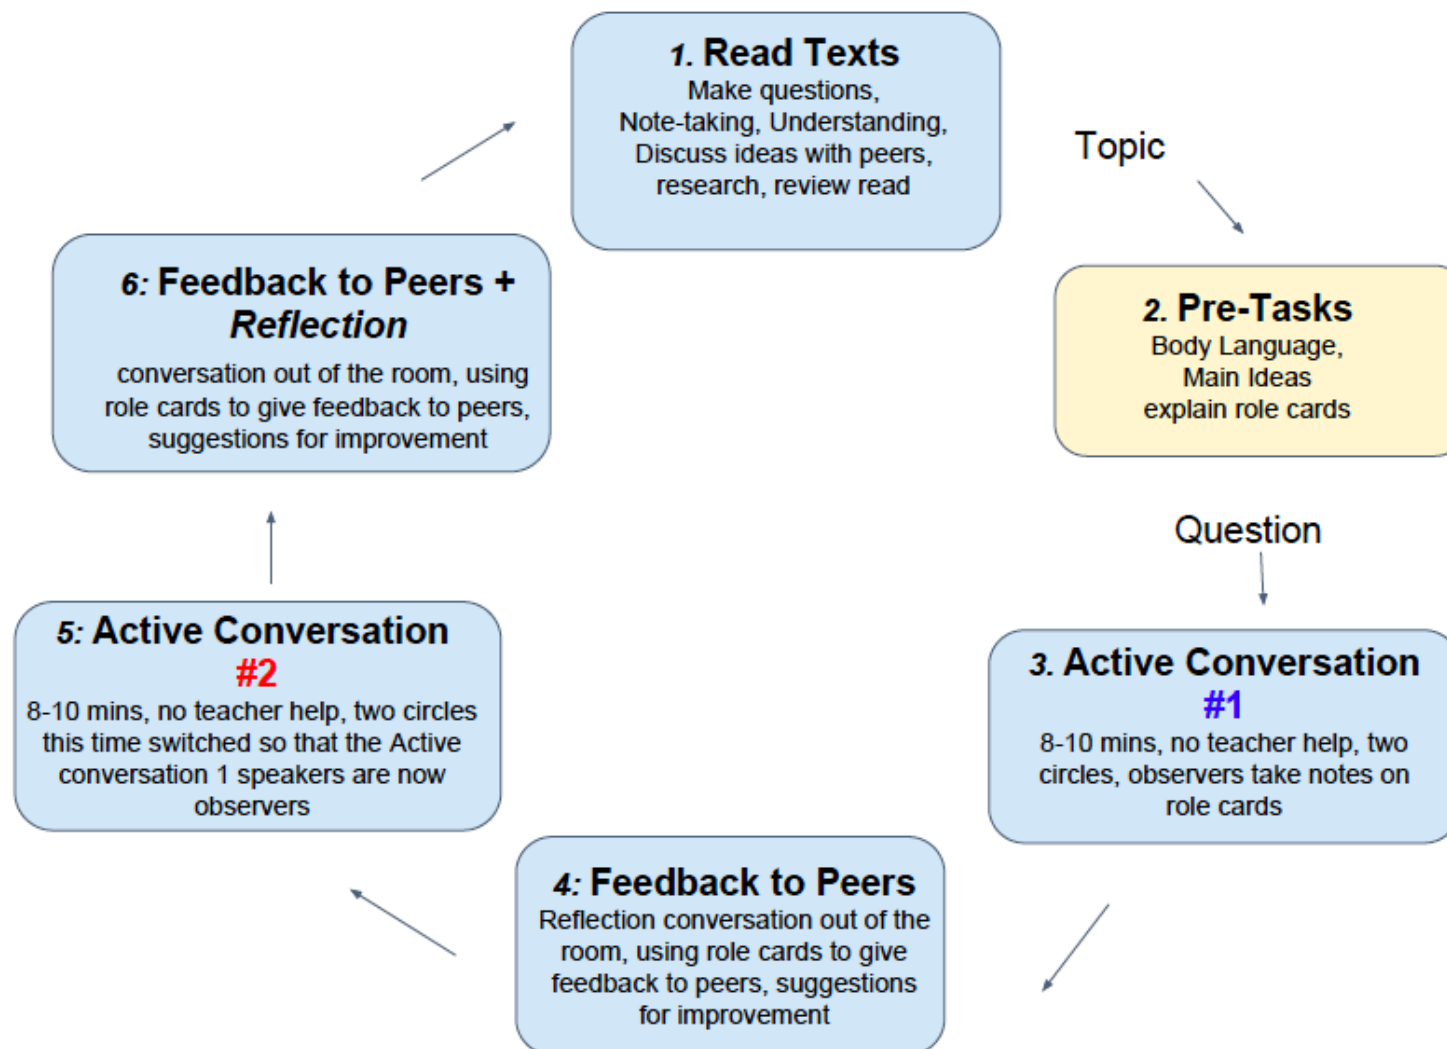 1. Read Texts
Make questions,
Note-taking, Understanding,
Discuss ideas with peers,
research, review read
Topic
2. Pre-Tasks
Body Language,
Main Ideas
explain role cards
Question
3. Active Conversation
#1
8-10 mins, no teacher help, two
circles, observers take notes on
role cards
4: Feedback to Peers
Reflection conversation out of the
room, using role cards to give
feedback to peers, suggestions
for improvement
5: Active Conversation
#2
8-10 mins, no teacher help, two circles
this time switched so that the Active
conversation 1 speakers are now
observers
6: Feedback to Peers +
Reflection
conversation out of the room, using
role cards to give feedback to peers,
suggestions for improvement